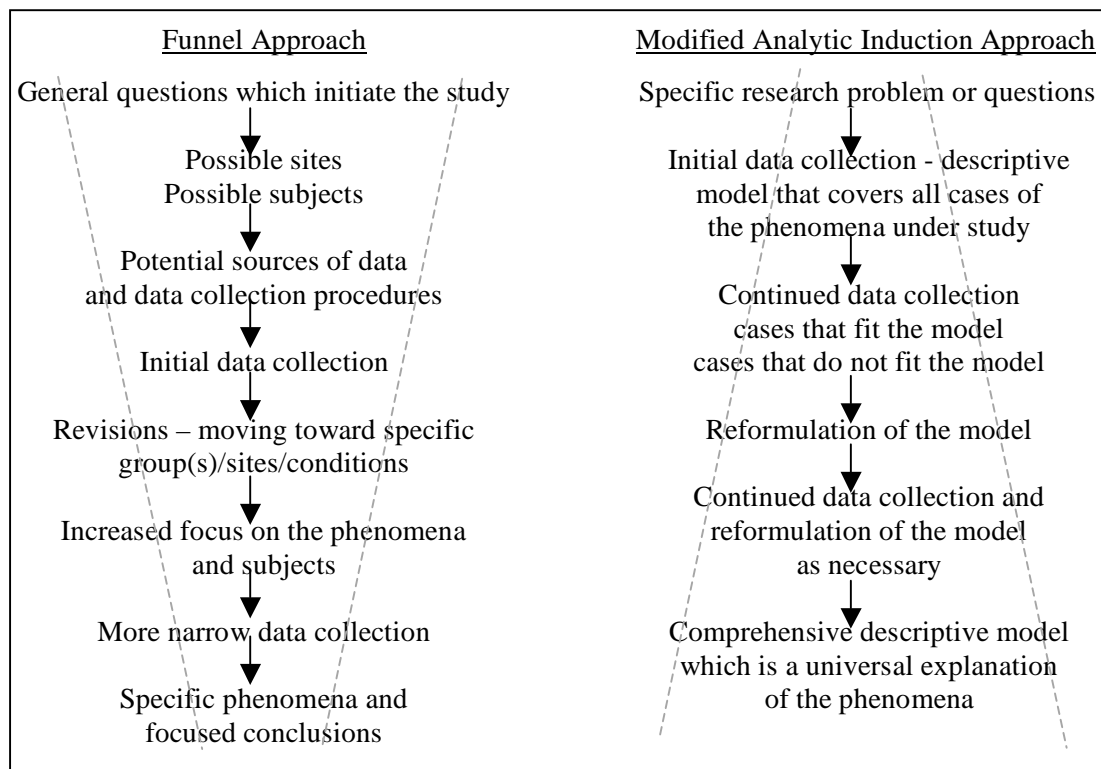 Funnel Approach
General questions which initiate the study
Possible sites
Possible subjects
Potential sources of data
and data collection procedures
Initial data collection
Revisions – moving toward specific
group(s)/sites/conditions
Increased focus on the phenomena
and subjects
More narrow data collection
Specific phenomena and
focused conclusions
Modified Analytic Induction Approach
Specific research problem or questions
Initial data collection - descriptive
model that covers all cases of
the phenomena under study
Continued data collection
cases that fit the model
cases that do not fit the model
Reformulation of the model
Continued data collection and
reformulation of the model
as necessary
Comprehensive descriptive model
which is a universal explanation
of the phenomena